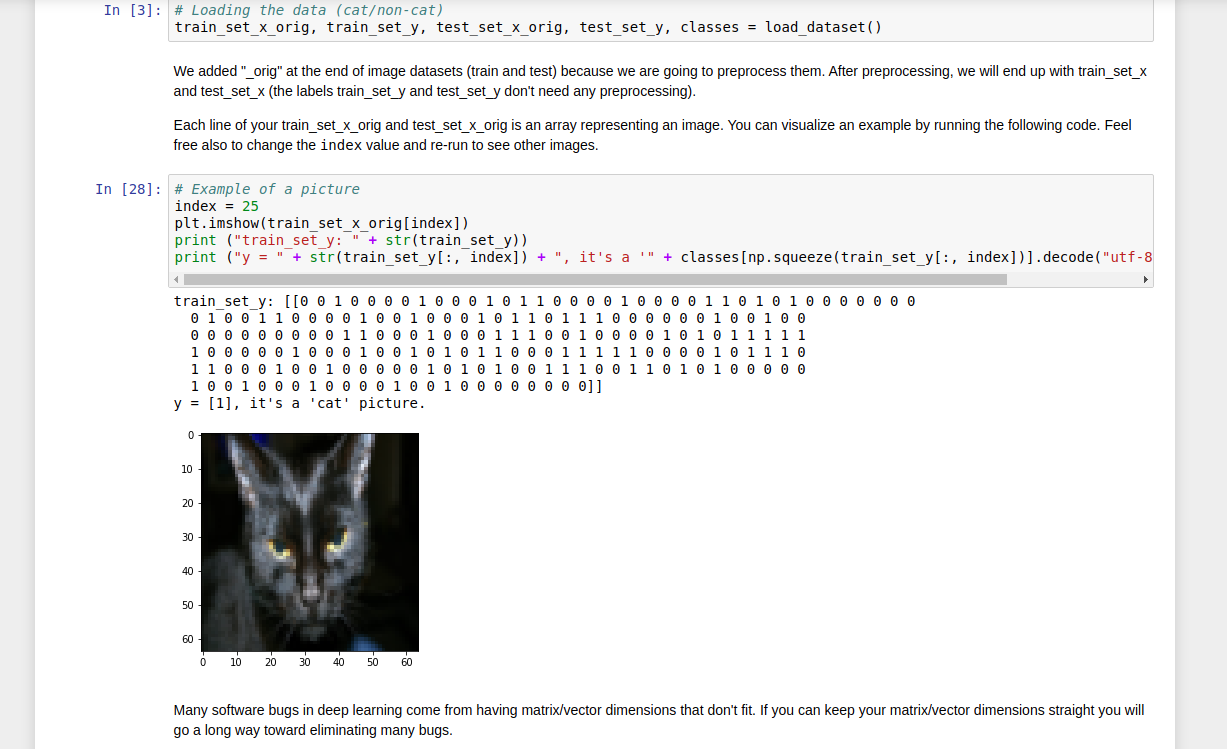 In [3]: # Loading the data (cat/non-cat)
train_set_x_orig, train_set_y, test_set_x_orig, test_set_y, classes = load_dataset()
We added "_orig" at the end of image datasets (train and test) because we are going to preprocess them. After preprocessing, we will end up with train_set_x
and test_set_x (the labels train_set_y and test_set_y don't need any preprocessing).
Each line of your train_set_x_orig and test_set_x_orig is an array representing an image. You can visualize an example by running the following code. Feel
free also to change the index value and re-run to see other images.
In [28]: # Example of a picture
index = 25
plt.imshow(train_set_x_orig[index])
print ("train_set_y: " + str(train_set_y))
print ("y = " + str(train_set_y[:, index]) + ", it's a '" + classes[np.squeeze(train_set_y[:, index])].decode("utf-8
train_set_y: [[0 0 1 0 0 0 0 1 0 0 0 1 0 1 1 0 0 0 0 1 0 0 0 0 1 1 0 1 0 1 0 0 0 0 0 0 0
0 1 0 0 1 1 0 0 0 0 1 0 0 1 0 0 0 1 0 1 1 0 1 1 1 0 0 0 0 0 0 1 0 0 1 0 0
0 0 0 0 0 0 0 0 0 1 1 0 0 0 1 0 0 0 1 1 1 0 0 1 0 0 0 0 1 0 1 0 1 1 1 1 1
1 0 0 0 0 0 1 0 0 0 1 0 0 1 0 1 0 1 1 0 0 0 1 1 1 1 1 0 0 0 0 1 0 1 1 1 0
1 1 0 0 0 1 0 0 1 0 0 0 0 0 1 0 1 0 1 0 0 1 1 1 0 0 1 1 0 1 0 1 0 0 0 0 0
1 0 0 1 0 0 0 1 0 0 0 0 1 0 0 1 0 0 0 0 0 0 0 0]]
y = [1], it's a 'cat' picture.
0
10
20
30
40
50
60
0 10 20 30 40 50 60
Many software bugs in deep learning come from having matrix/vector dimensions that don't fit. If you can keep your matrix/vector dimensions straight you will
go a long way toward eliminating many bugs.